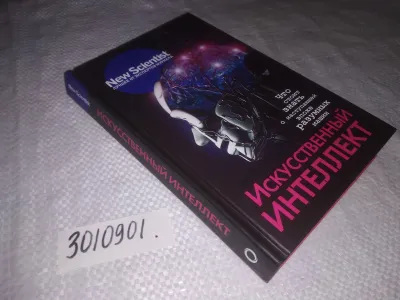 New Scientist
Что
стоит
знать
о наступающей
эпохе
разумных
машин
Искусственный
интеллект
ИСКУССТВЕННЫЙ ИНТЕЛЛЕКТ
3010901.